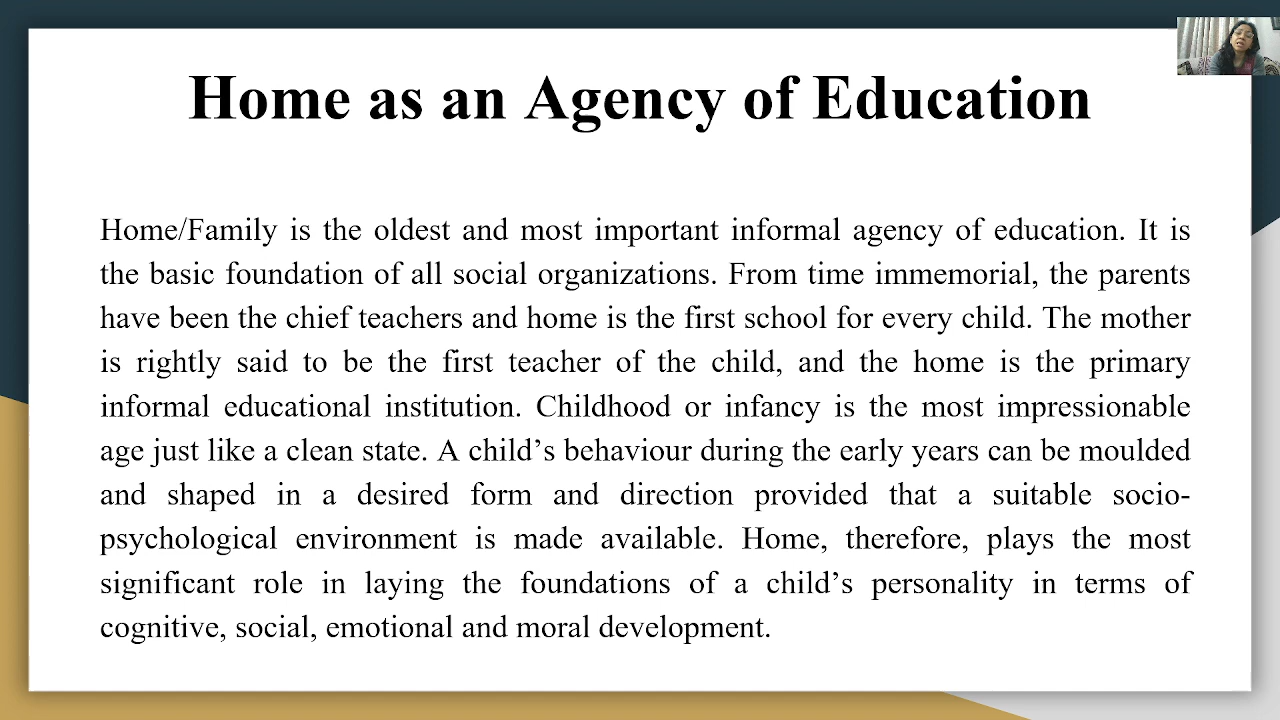 Home as an Agency of Education
Home/Family is the oldest and most important informal agency of education. It is
the basic foundation of all social organizations. From time immemorial, the parents
have been the chief teachers and home is the first school for every child. The mother
is rightly said to be the first teacher of the child, and the home is the primary
informal educational institution. Childhood or infancy is the most impressionable
age just like a clean state. A child’s behaviour during the early years can be moulded
and shaped in a desired form and direction provided that a suitable socio-
psychological environment is made available. Home, therefore, plays the most
significant role in laying the foundations of a child’s personality in terms of
cognitive, social, emotional and moral development.